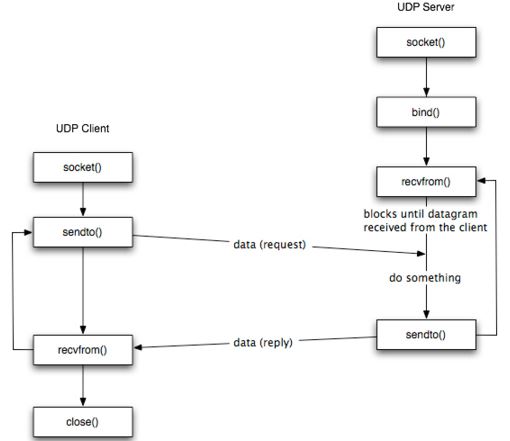 UDP Server
socket()
bind()
UDP Client
socket()
recvfrom()
blocks until datagram
received from the client
sendto()
data (request)
do something
sendto()
data (reply)
recvfrom()
close()